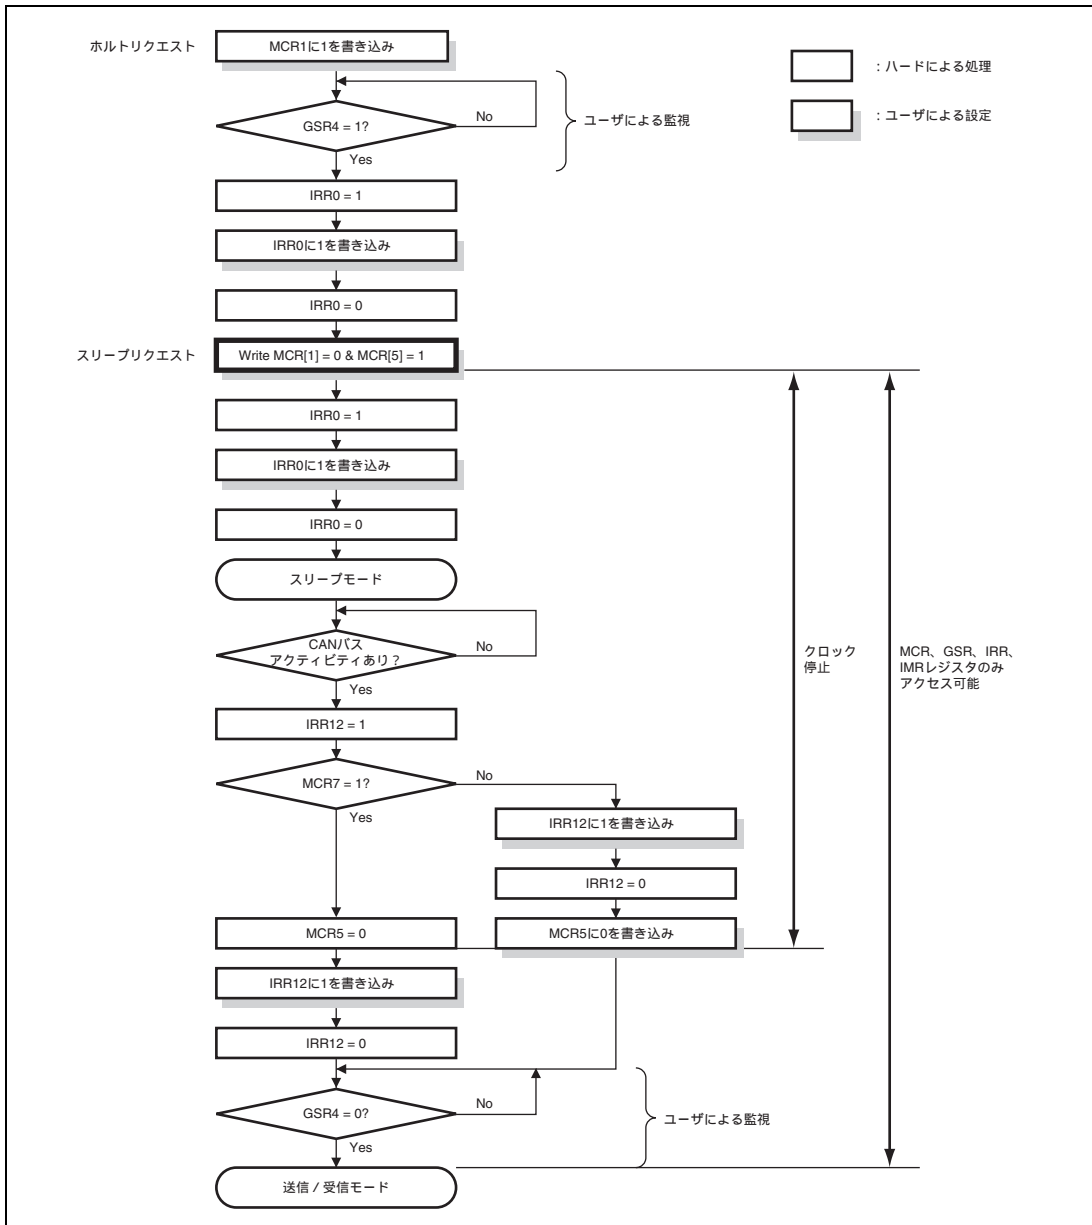 ホルトリクエスト
MCR1に1を書き込み
：ハードによる処理
GSR4 = 1?
No
ユーザによる監視
：ユーザによる設定
Yes
IRR0 = 1
IRR0に1を書き込み
IRR0 = 0
スリープリクエスト
Write MCR[1] = 0 & MCR[5] = 1
IRR0 = 1
IRR0に1を書き込み
IRR0 = 0
スリープモード
CANバス
アクティビティあり？
No
Yes
クロック
停止
MCR、GSR、IRR、
IMRレジスタのみ
アクセス可能
IRR12 = 1
MCR7 = 1?
No
Yes
IRR12に1を書き込み
IRR12 = 0
MCR5 = 0
MCR5に0を書き込み
IRR12に1を書き込み
IRR12 = 0
GSR4 = 0?
No
ユーザによる監視
Yes
送信 / 受信モード